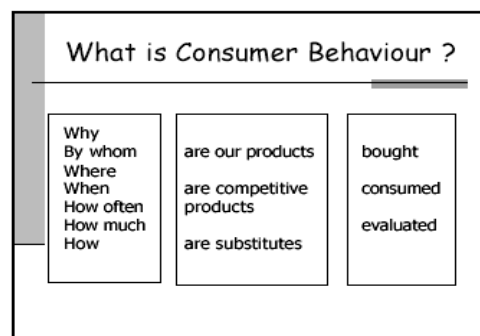 What is Consumer Behaviour ?
Why
By whom
Where
When
How often
How much
How
are our products
are competitive
products
are substitutes
bought
consumed
evaluated